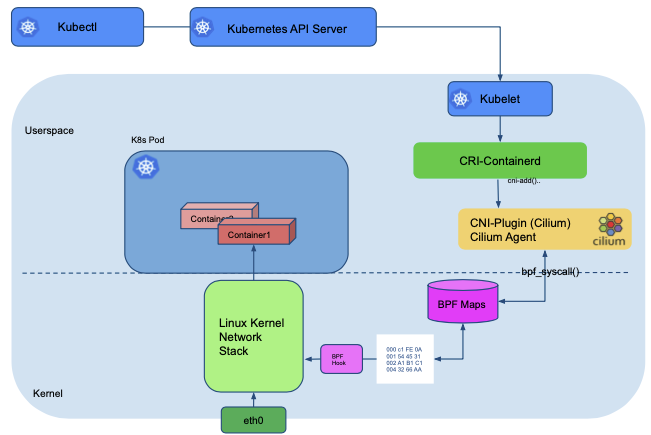 Kubectl
Kubernetes API Server
Kubelet
Userspace
K8s Pod
CRI-Containerd
cni-add()..
Container2
Container1
CNI-Plugin (Cilium)
Cilium Agent
cilium
bpf_syscall()
BPF Maps
Linux Kernel
Network
Stack
BPF
Hook
000 c1 FE 0A
001 54 45 31
002 A1 B1 C1
004 32 66 AA
Kernel
eth0